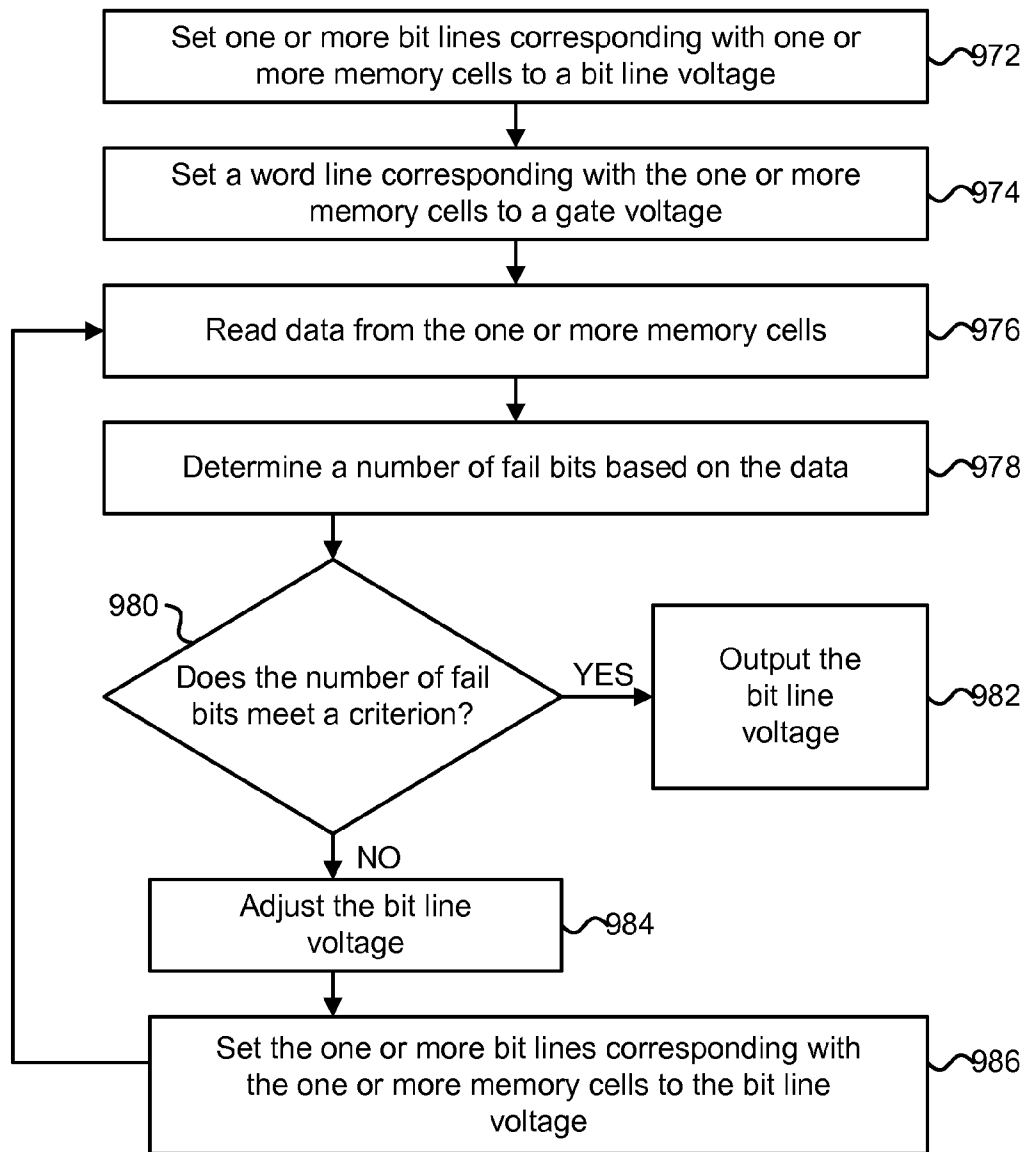 Set one or more bit lines corresponding with one or
more memory cells to a bit line voltage
972
Set a word line corresponding with the one or more
memory cells to a gate voltage
974
Read data from the one or more memory cells
976
Determine a number of fail bits based on the data
978
980
Does the number of fail
bits meet a criterion?
YES
Output the
bit line
voltage
982
NO
Adjust the bit line
voltage
984
Set the one or more bit lines corresponding with
the one or more memory cells to the bit line
voltage
986